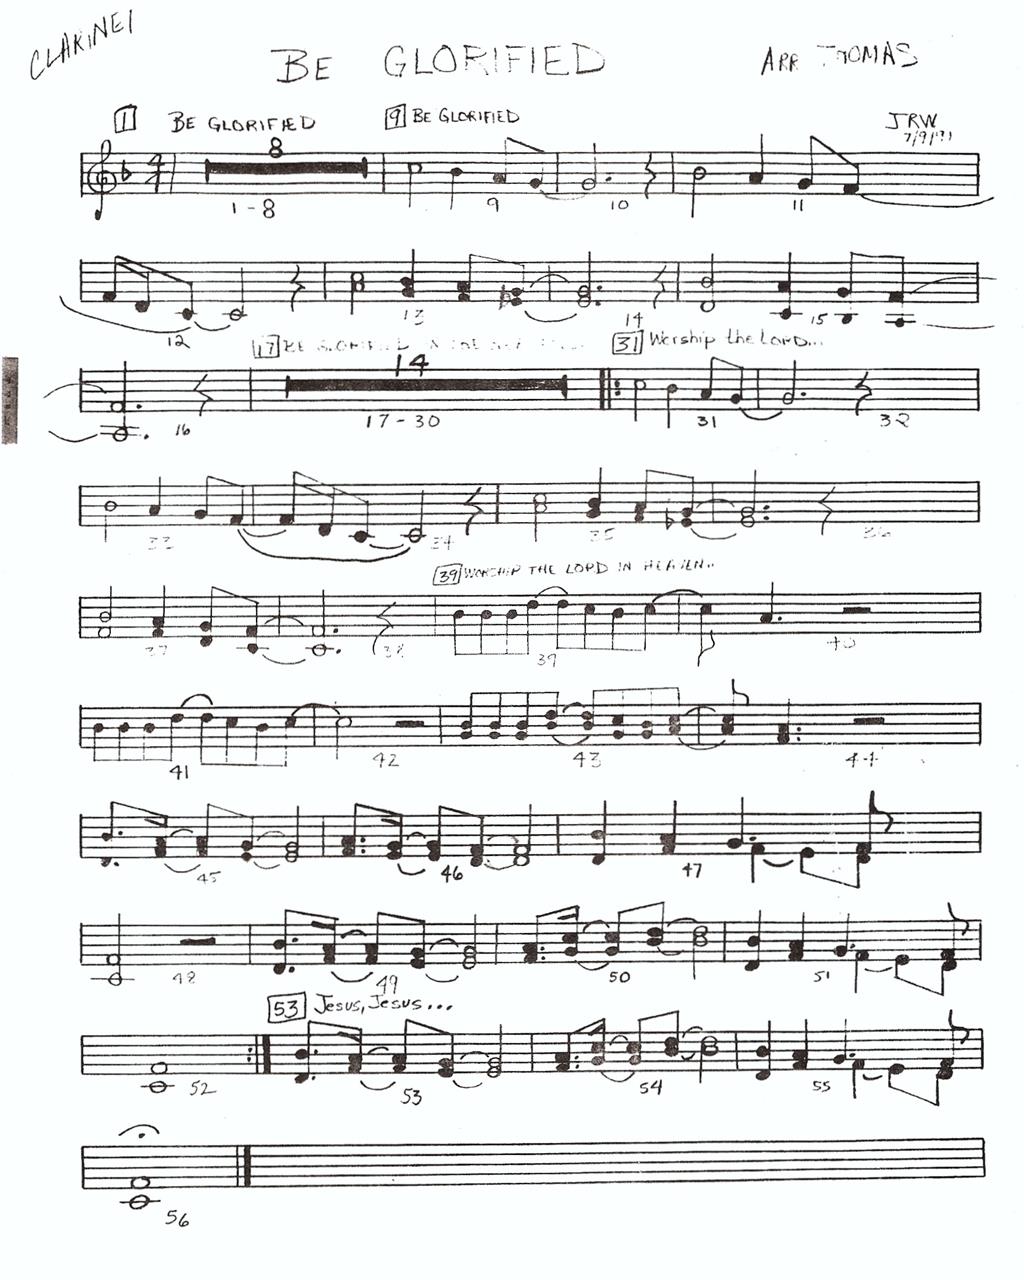 CLARINET
BE GLORIFIED
ARR THOMAS
1 BE GLORIFIED
9 BE GLORIFIED
JRW
7/9/'91
8
1-8 9 10 11
12 13 14 15
17 BE GLORIFIED IN THE
31 Worship the LORD...
14
16 17-30 31 32
33 34 35 36
39 WORSHIP THE LORD IN HEAVEN..
37 38 39 40
41 42 43 44
45 46 47
48 49 50 51
53 Jesus, Jesus...
52 53 54 55
56